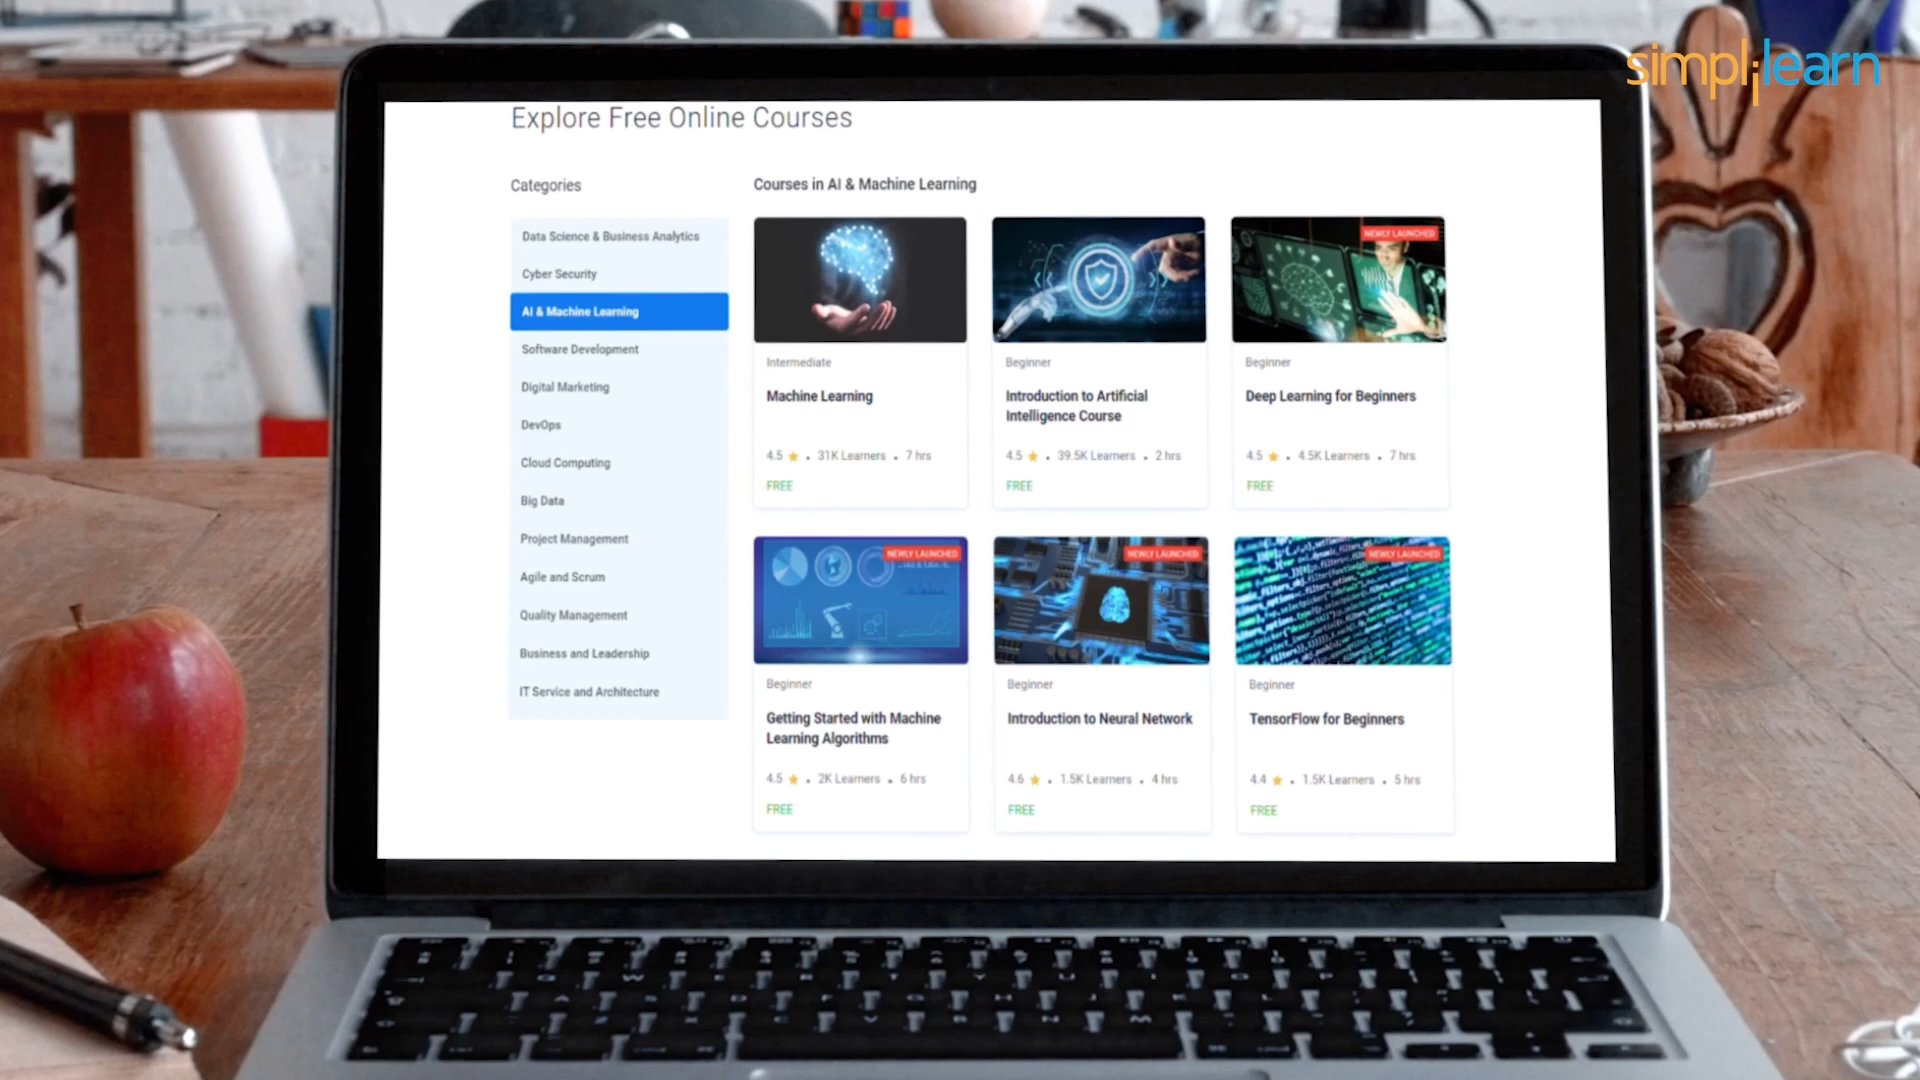 simplilearn
Explore Free Online Courses
Categories
Data Science & Business Analytics
Cyber Security
AI & Machine Learning
Software Development
Digital Marketing
DevOps
Cloud Computing
Big Data
Project Management
Agile and Scrum
Quality Management
Business and Leadership
IT Service and Architecture
Courses in AI & Machine Learning
Intermediate
Machine Learning
4.5 ★ • 31K Learners • 7 hrs
FREE
Beginner
Introduction to Artificial
Intelligence Course
4.5 ★ • 39.5K Learners • 2 hrs
FREE
NEWLY LAUNCHED
Beginner
Deep Learning for Beginners
4.5 ★ • 4.5K Learners • 7 hrs
FREE
NEWLY LAUNCHED
Beginner
Getting Started with Machine
Learning Algorithms
4.5 ★ • 2K Learners • 6 hrs
FREE
NEWLY LAUNCHED
Beginner
Introduction to Neural Network
4.6 ★ • 1.5K Learners • 4 hrs
FREE
NEWLY LAUNCHED
Beginner
TensorFlow for Beginners
4.4 ★ • 1.5K Learners • 5 hrs
FREE